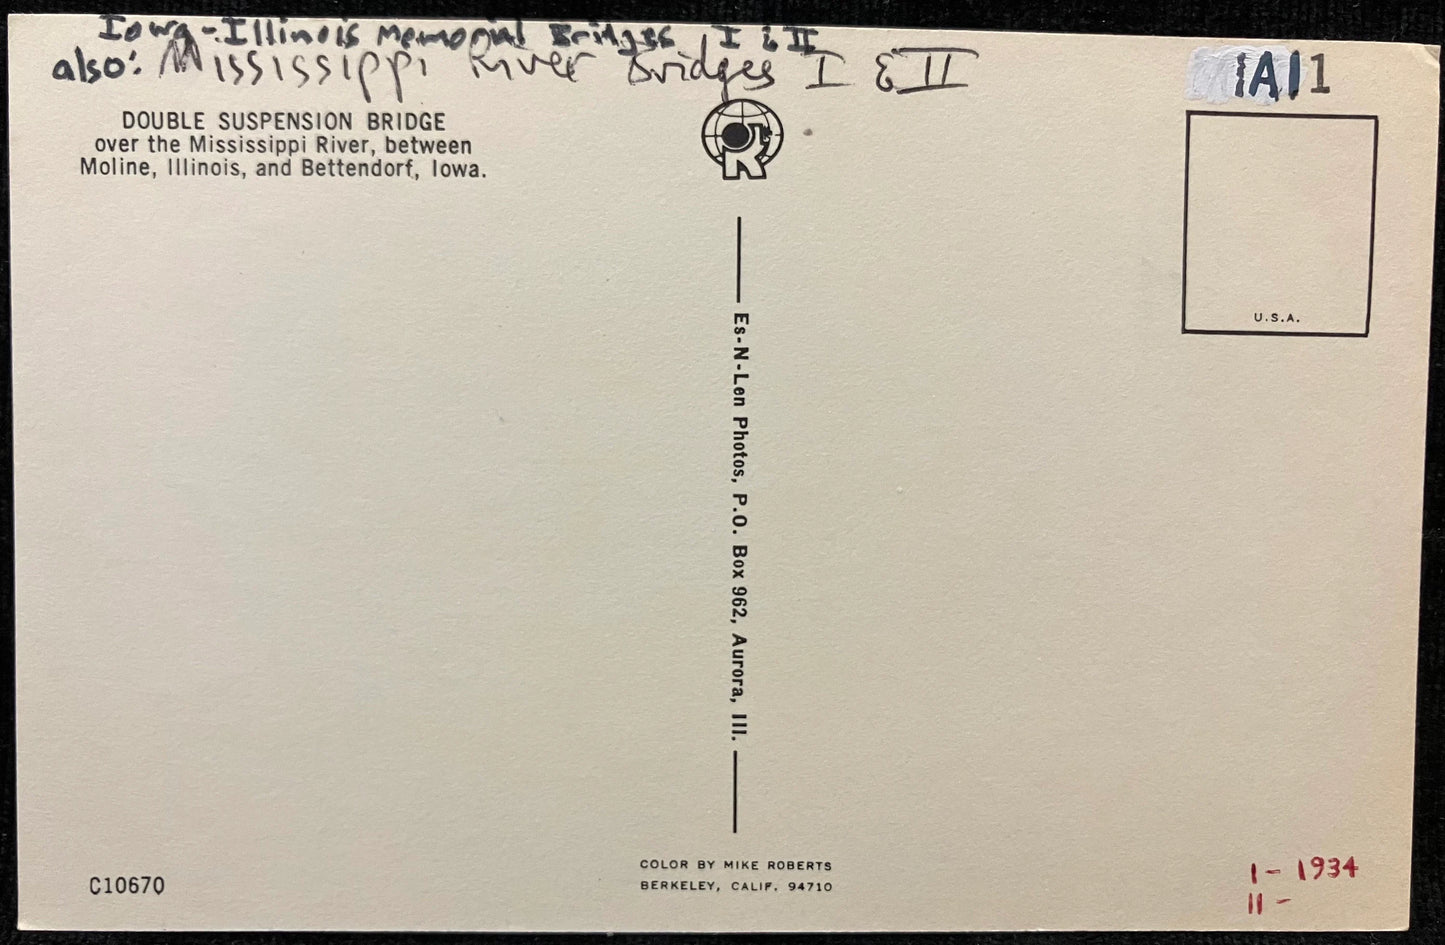 Iowa-Illinois Memorial Bridges I & II
also: Mississippi River Bridges I & II
IAI1
DOUBLE SUSPENSION BRIDGE
over the Mississippi River, between
Moline, Illinois, and Bettendorf, Iowa.
R
U.S.A.
Es-N-Len Photos, P.O. Box 962, Aurora, Ill.
COLOR BY MIKE ROBERTS
BERKELEY, CALIF. 94710
C10670
I - 1934
II -